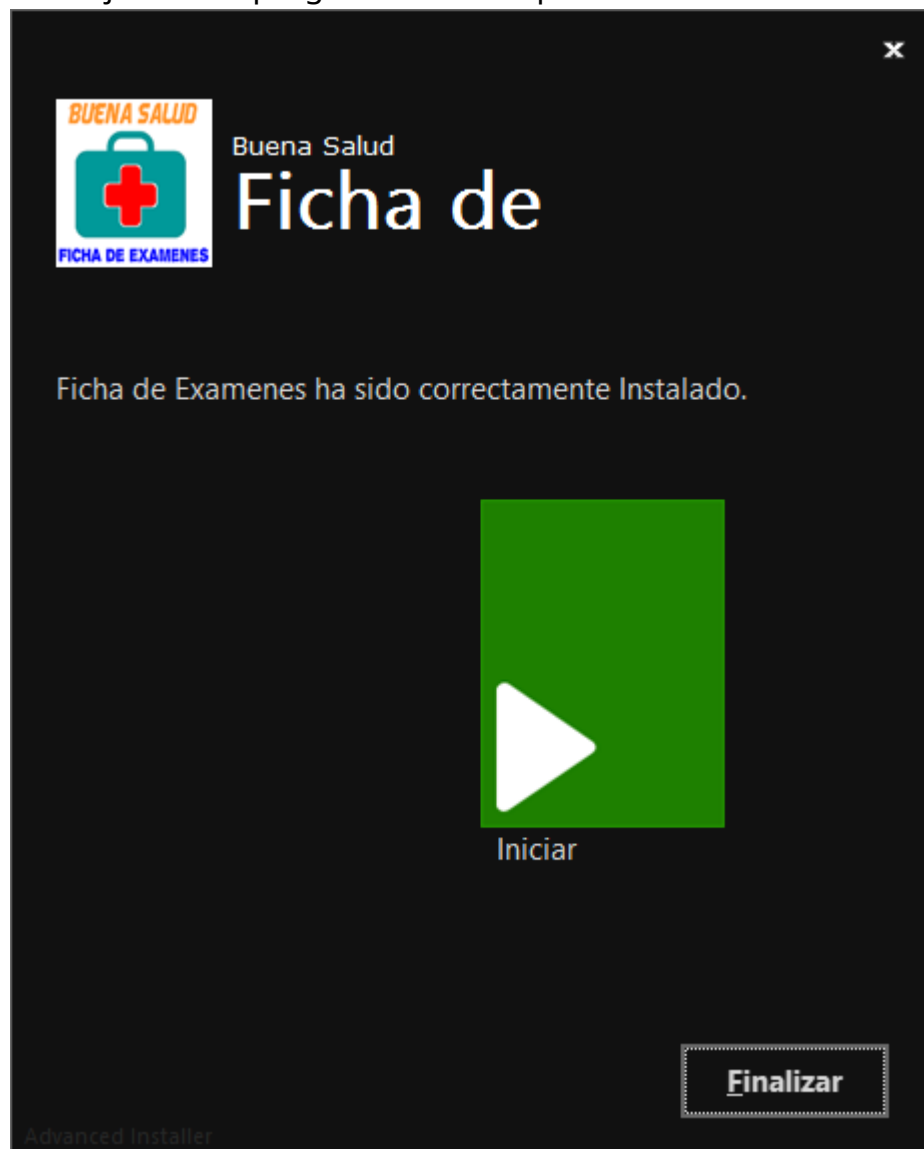 x
BUENA SALUD
FICHA DE EXAMENES
Buena Salud
Ficha de
Ficha de Examenes ha sido correctamente Instalado.
Iniciar
Finalizar
Advanced Installer